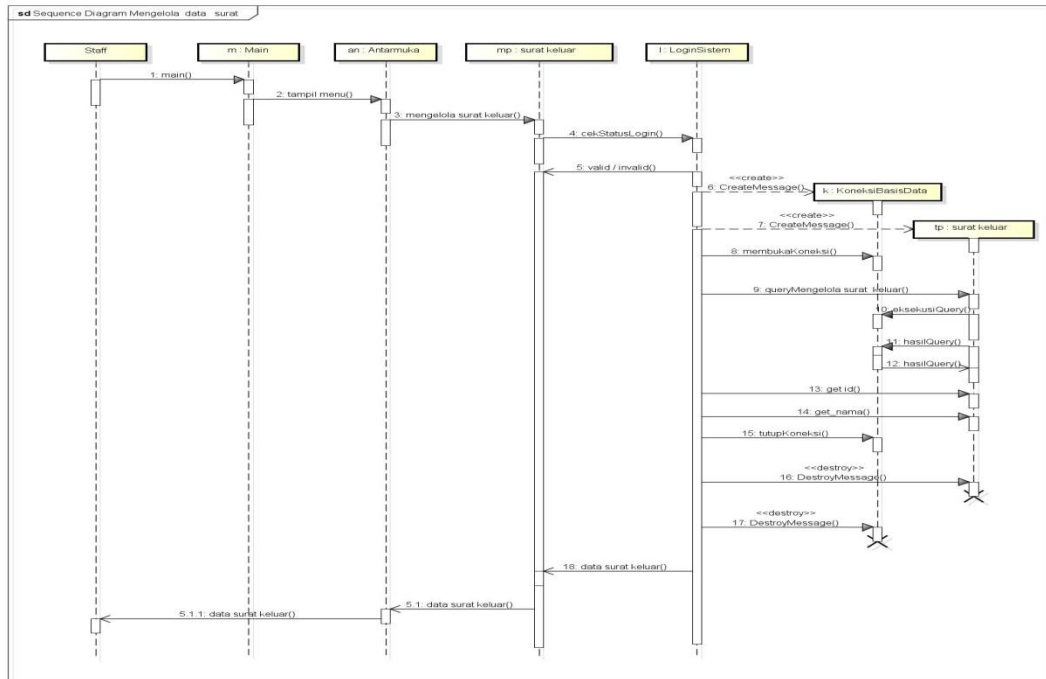 sd Sequence Diagram Mengelola data surat
Staff
m : Main
an : Antarmuka
mp : surat keluar
l : LoginSistem
1: main()
2: tampil menu()
3: mengelola surat keluar()
4: cekStatusLogin()
5: valid / invalid()
<<create>>
6: CreateMessage()
k : KoneksiBasisData
<<create>>
7: CreateMessage()
tp : surat keluar
8: membukaKoneksi()
9: queryMengelola surat keluar()
0: eksekusiQuery()
11: hasilQuery()
12: hasilQuery()
13: get id()
14: get_nama()
15: tutupKoneksi()
<<destroy>>
16: DestroyMessage()
<<destroy>>
17: DestroyMessage()
18: data surat keluar()
5.1: data surat keluar()
5.1.1: data surat keluar()